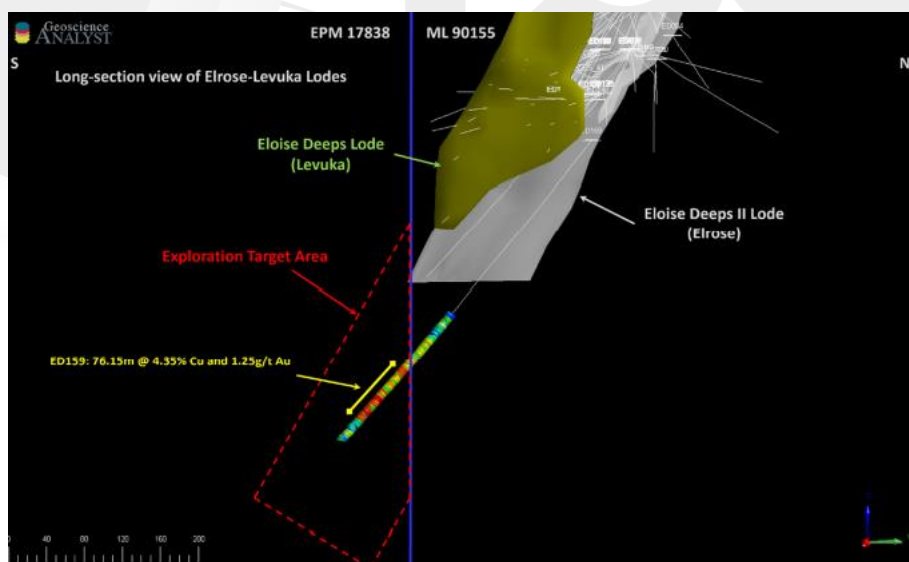 Geoscience
ANALYST
EPM 17838
ML 90155
S
N
Long-section view of Elrose-Levuka Lodes
Eloise Deeps Lode
(Levuka)
Eloise Deeps II Lode
(Elrose)
Exploration Target Area
ED159: 76.15m @ 4.35% Cu and 1.25g/t Au
0 40 80 120 160 200